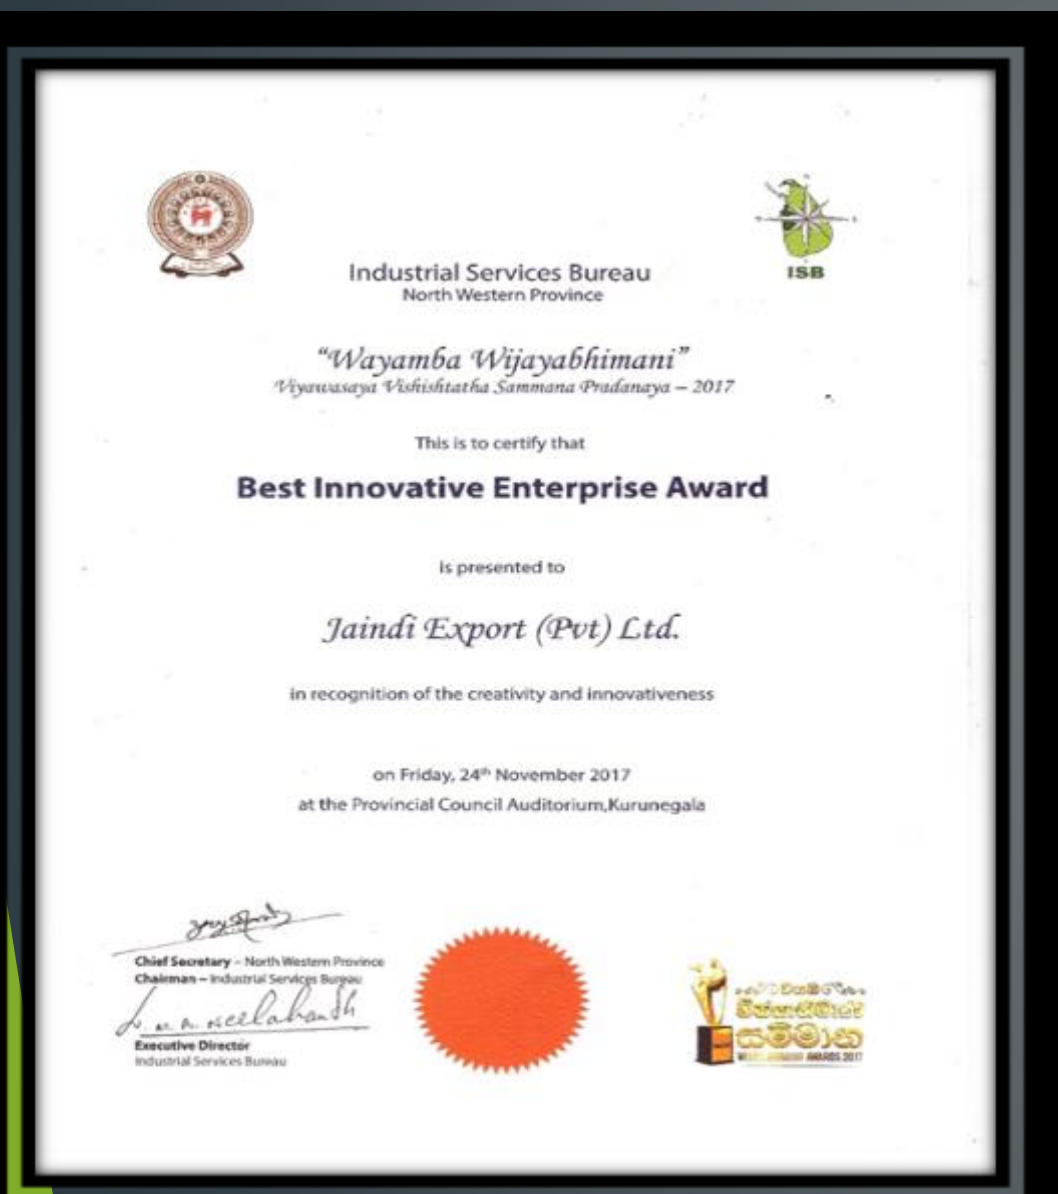 ISB
Industrial Services Bureau
North Western Province
“Wayamba Wijayabhimani”
Viyawasaya Vishishtatha Sammana Pradanaya – 2017
This is to certify that
Best Innovative Enterprise Award
is presented to
Jaindi Export (Pvt) Ltd.
in recognition of the creativity and innovativeness
on Friday, 24th November 2017
at the Provincial Council Auditorium,Kurunegala
Chief Secretary – North Western Province
Chairman – Industrial Services Bureau
Executive Director
Industrial Services Bureau
සම්මාන
AWARDS 2017